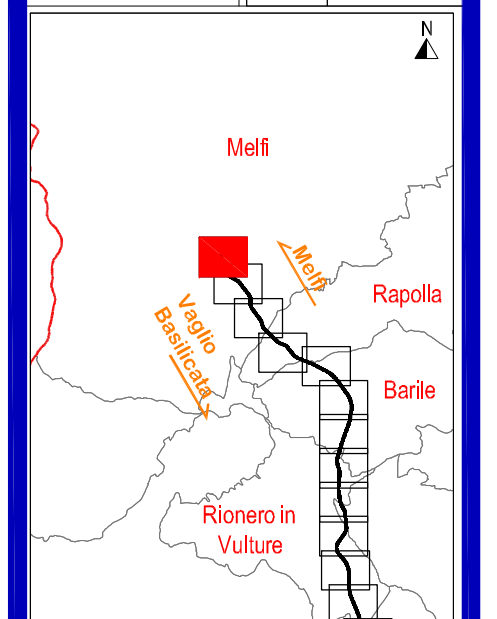 N
Melfi
Melfi
Rapolla
Vaglio
Basilicata
Barile
Rionero in
Vulture